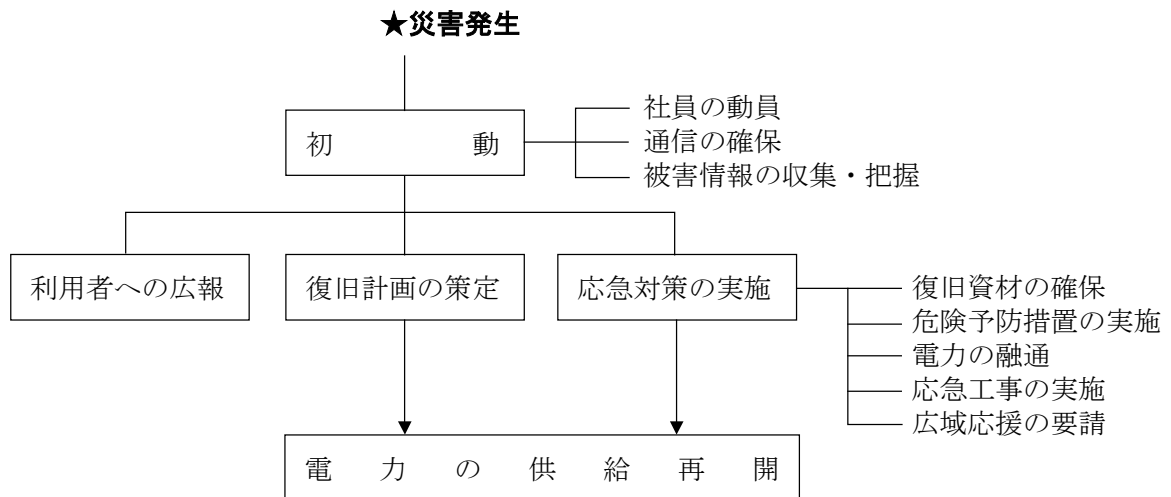 ★災害発生
初動
社員の動員
通信の確保
被害情報の収集・把握
利用者への広報
復旧計画の策定
応急対策の実施
復旧資材の確保
危険予防措置の実施
電力の融通
応急工事の実施
広域応援の要請
電力の供給再開